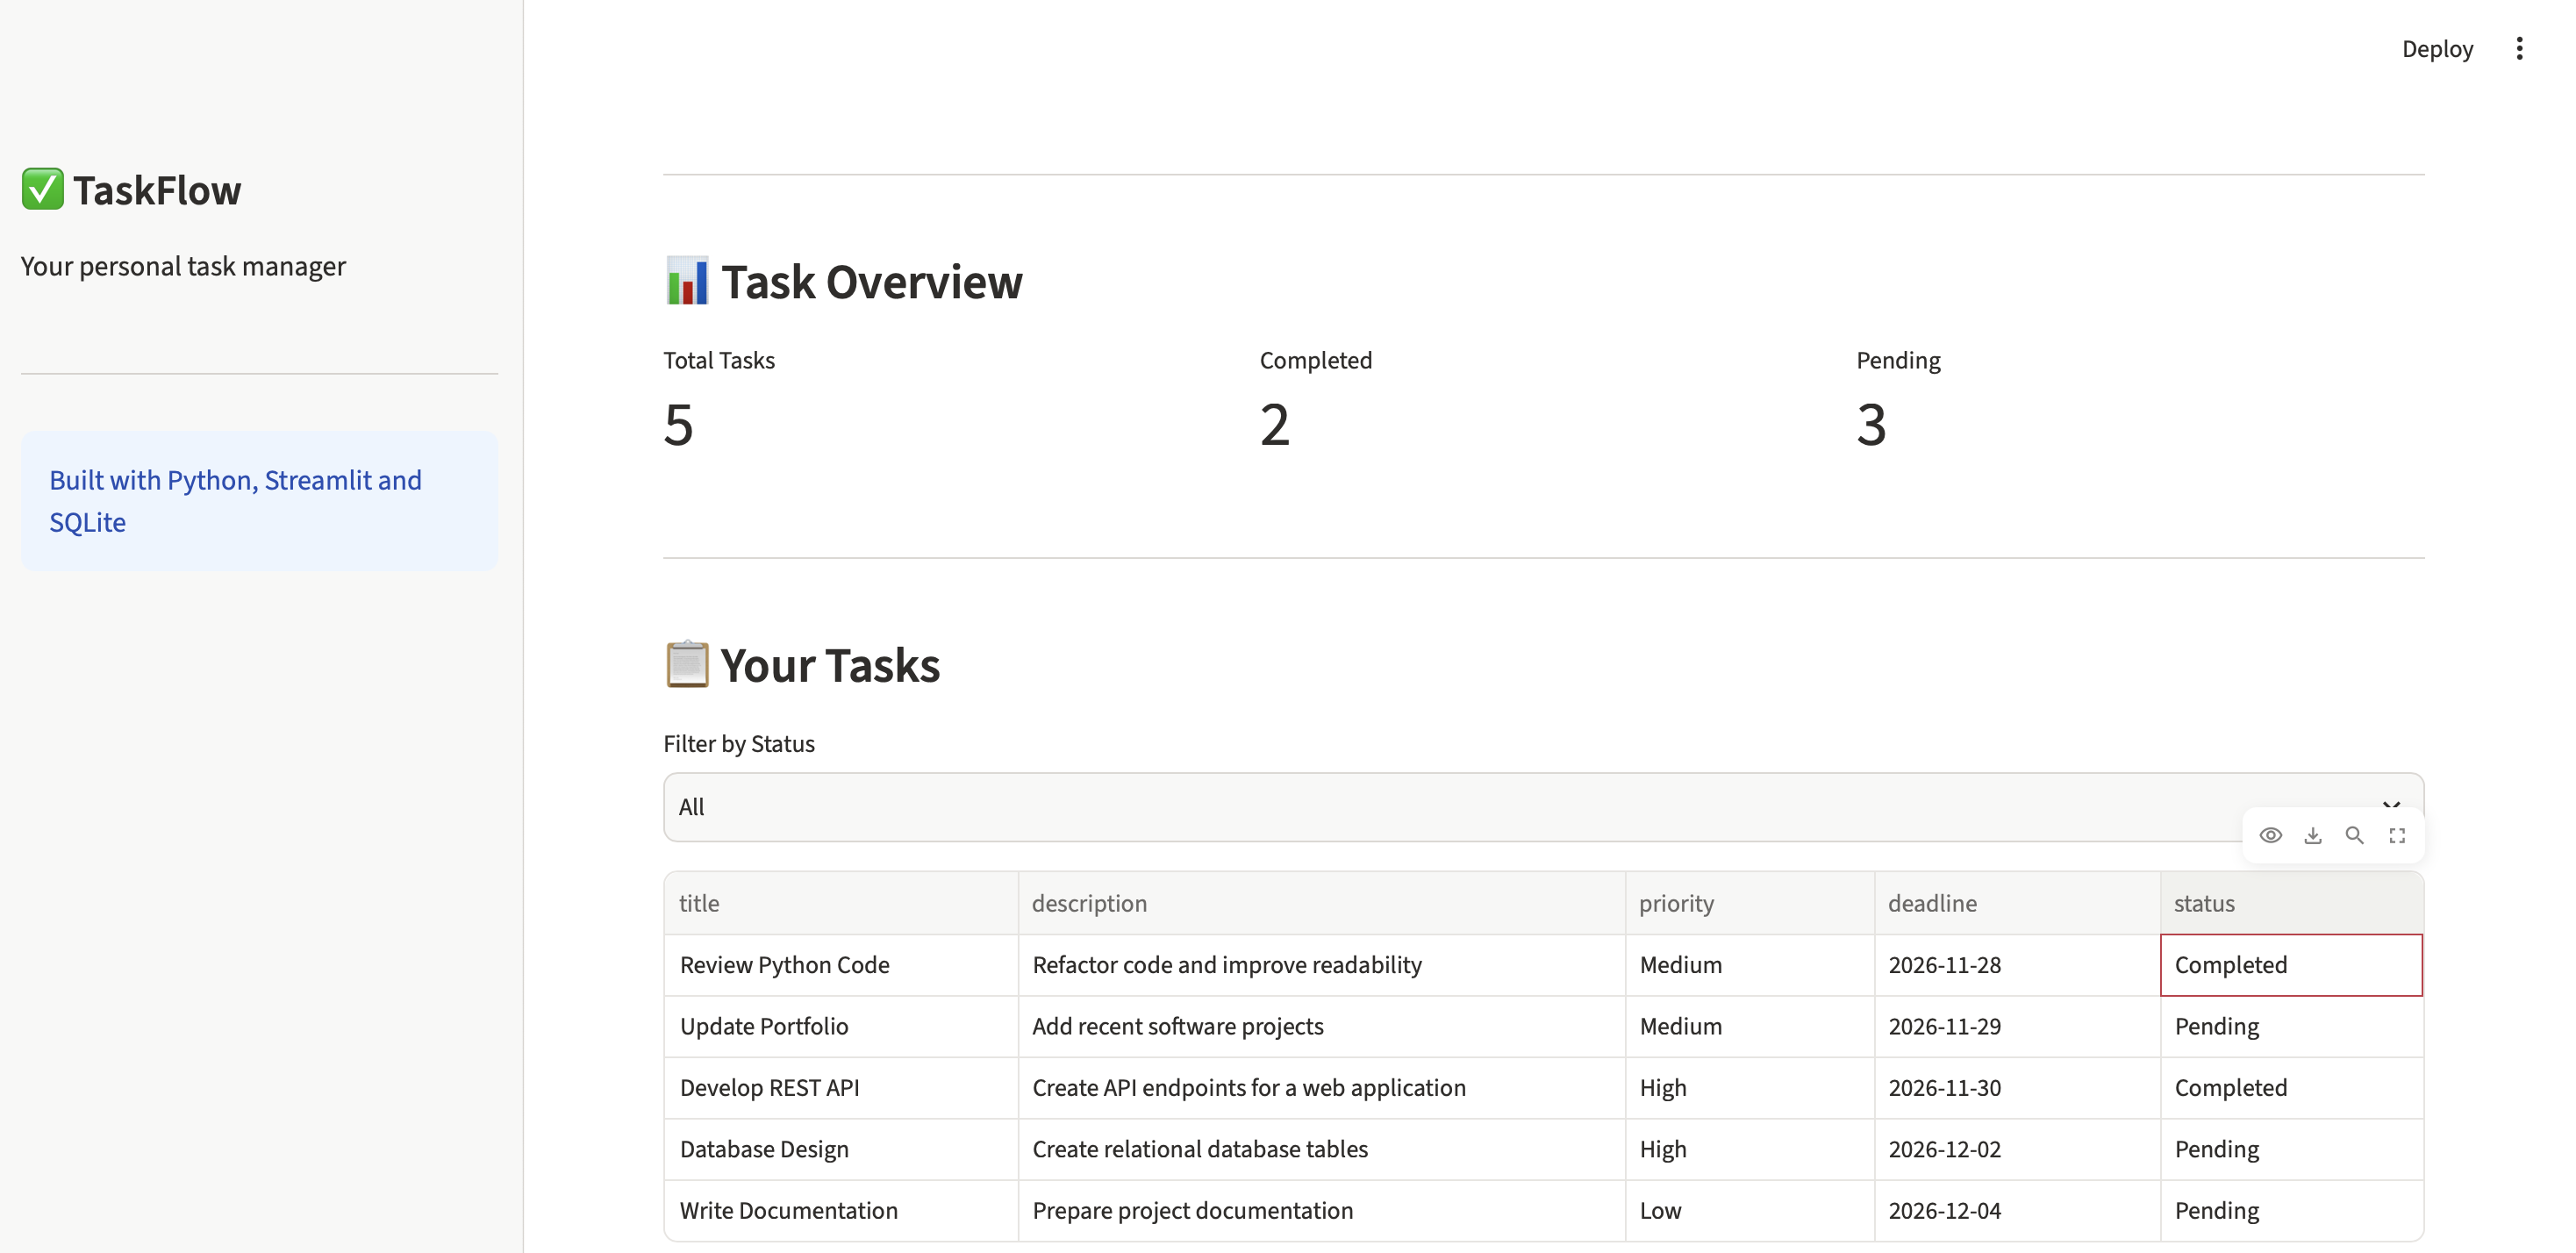 Deploy
TaskFlow
Your personal task manager
Built with Python, Streamlit and
SQLite
Task Overview
Total Tasks Completed Pending
5 2 3
Your Tasks
Filter by Status
All
title description priority deadline status
Review Python Code Refactor code and improve readability Medium 2026-11-28 Completed
Update Portfolio Add recent software projects Medium 2026-11-29 Pending
Develop REST API Create API endpoints for a web application High 2026-11-30 Completed
Database Design Create relational database tables High 2026-12-02 Pending
Write Documentation Prepare project documentation Low 2026-12-04 Pending